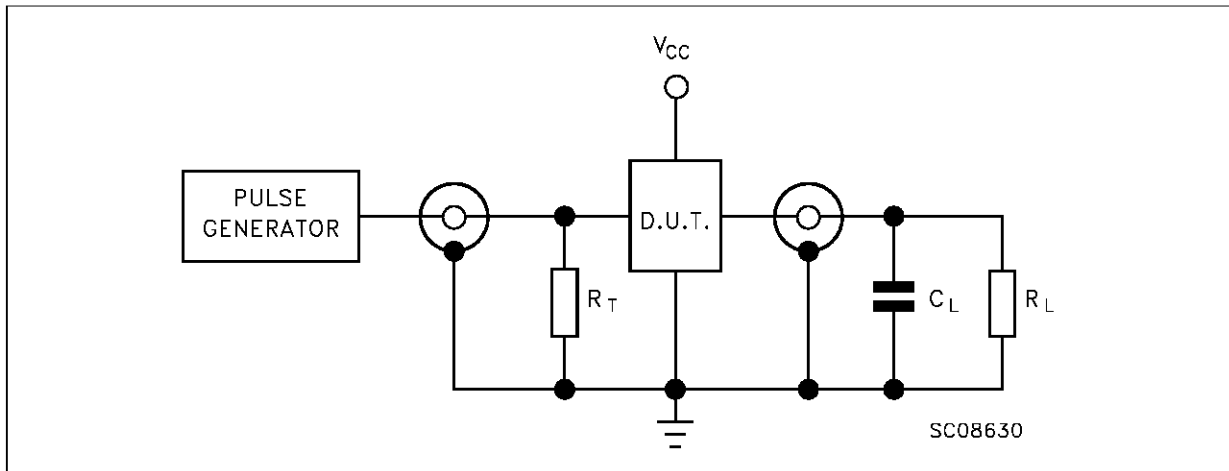 VCC
PULSE
GENERATOR
D.U.T.
RT
CL
RL
SC08630